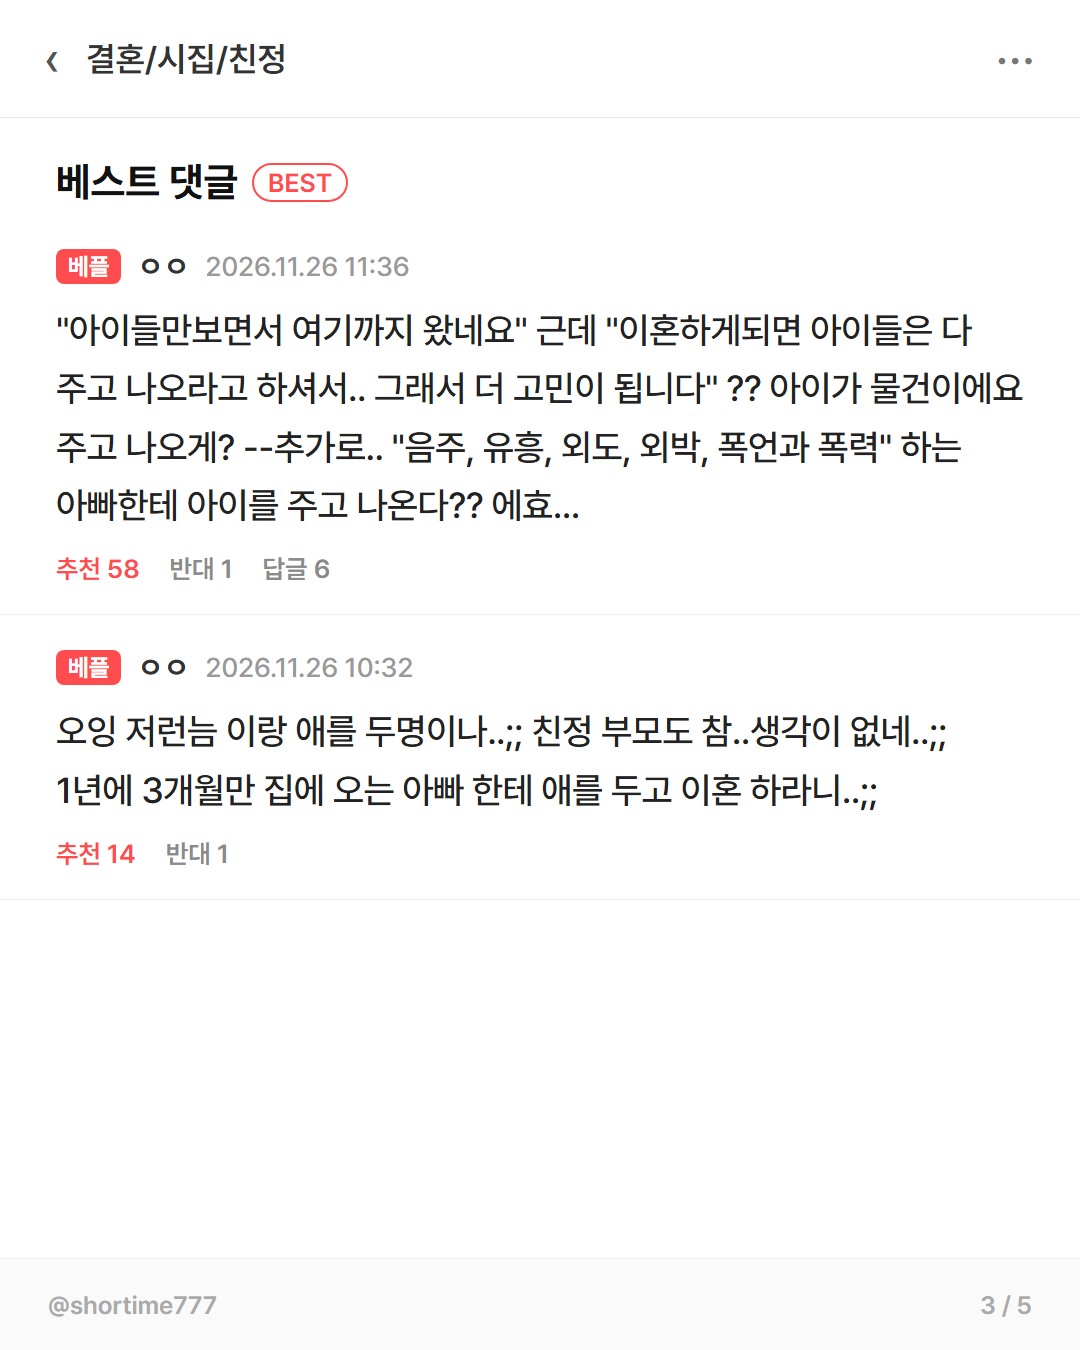 ‹ 결혼/시집/친정 ···
베스트 댓글 BEST
베플 ㅇㅇ 2026.11.26 11:36
"아이들만보면서 여기까지 왔네요" 근데 "이혼하게되면 아이들은 다
주고 나오라고 하셔서.. 그래서 더 고민이 됩니다" ?? 아이가 물건이에요
주고 나오게? --추가로.. "음주, 유흥, 외도, 외박, 폭언과 폭력" 하는
아빠한테 아이를 주고 나온다?? 에효...
추천 58 반대 1 답글 6
베플 ㅇㅇ 2026.11.26 10:32
오잉 저런늠 이랑 애를 두명이나..;; 친정 부모도 참..생각이 없네..;;
1년에 3개월만 집에 오는 아빠 한테 애를 두고 이혼 하라니..;;
추천 14 반대 1
@shortime777 3 / 5